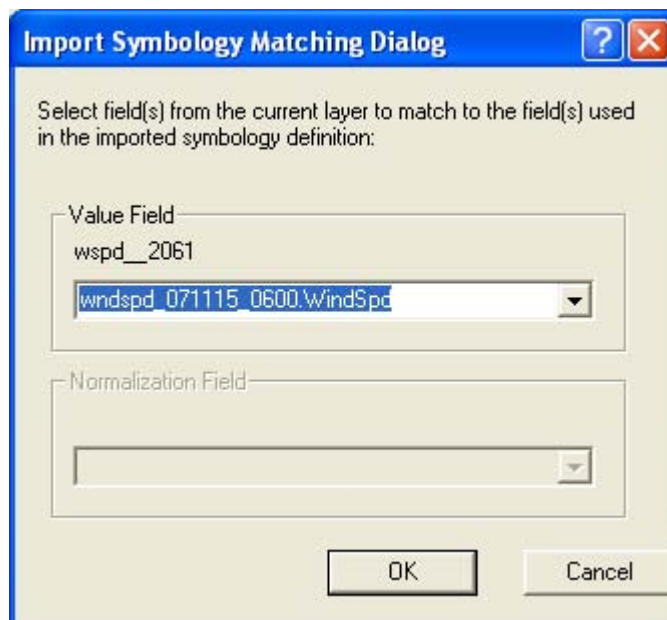 Import Symbology Matching Dialog
Select field(s) from the current layer to match to the field(s) used
in the imported symbology definition:
Value Field
wspd__2061
wndspd_071115_0600.WindSpd
Normalization Field
OK
Cancel